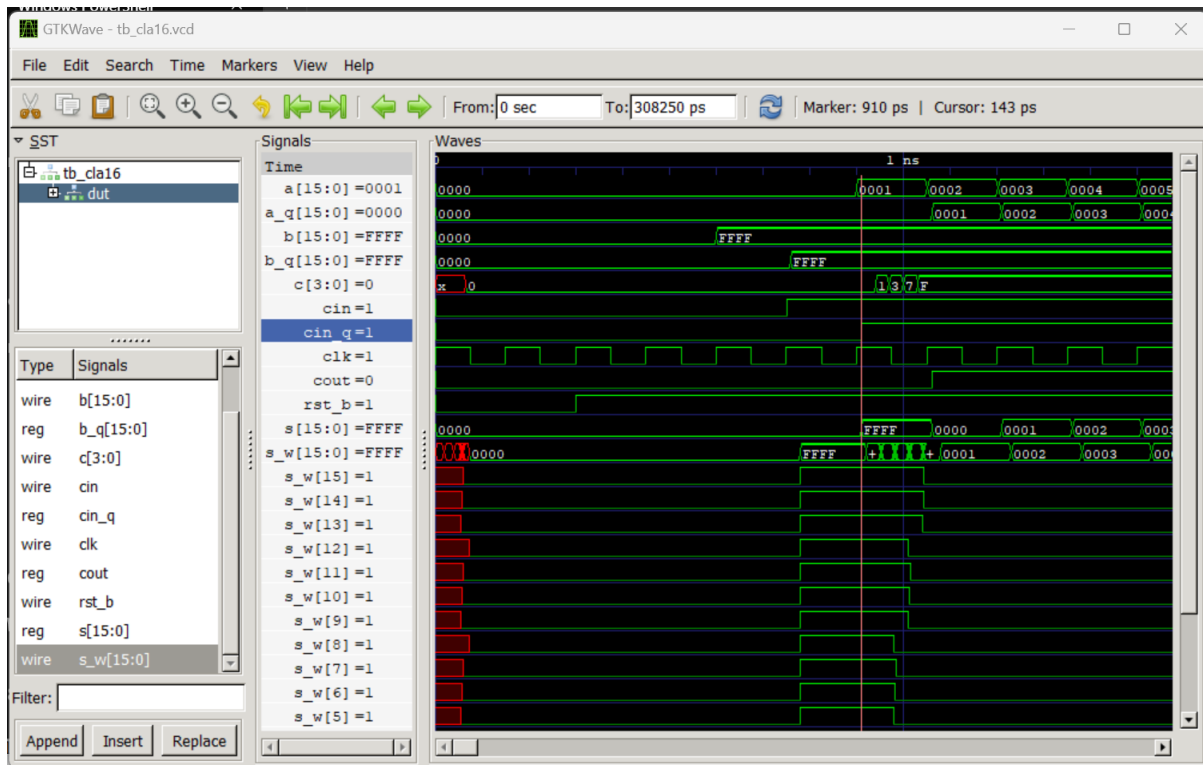 Windows PowerShell
GTKWave - tb_cla16.vcd
File Edit Search Time Markers View Help
From: 0 sec To: 308250 ps Marker: 910 ps | Cursor: 143 ps
SST
tb_cla16
dut
Type Signals
wire b[15:0]
reg b_q[15:0]
wire c[3:0]
wire cin
reg cin_q
wire clk
reg cout
wire rst_b
reg s[15:0]
wire s_w[15:0]
Filter:
Append Insert Replace
Signals
Time
a[15:0] =0001
a_q[15:0] =0000
b[15:0] =FFFF
b_q[15:0] =FFFF
c[3:0] =0
cin =1
cin_q =1
clk =1
cout =0
rst_b =1
s[15:0] =FFFF
s_w[15:0] =FFFF
s_w[15] =1
s_w[14] =1
s_w[13] =1
s_w[12] =1
s_w[11] =1
s_w[10] =1
s_w[9] =1
s_w[8] =1
s_w[7] =1
s_w[6] =1
s_w[5] =1
Waves
0 1 ns
0000 0001 0002 0003 0004 0005
0000 0001 0002 0003 0004
0000 FFFF
0000 FFFF
x 0 1 3 7 F
0000 FFFF 0000 0001 0002
0000 FFFF + + 0001 0002 0003